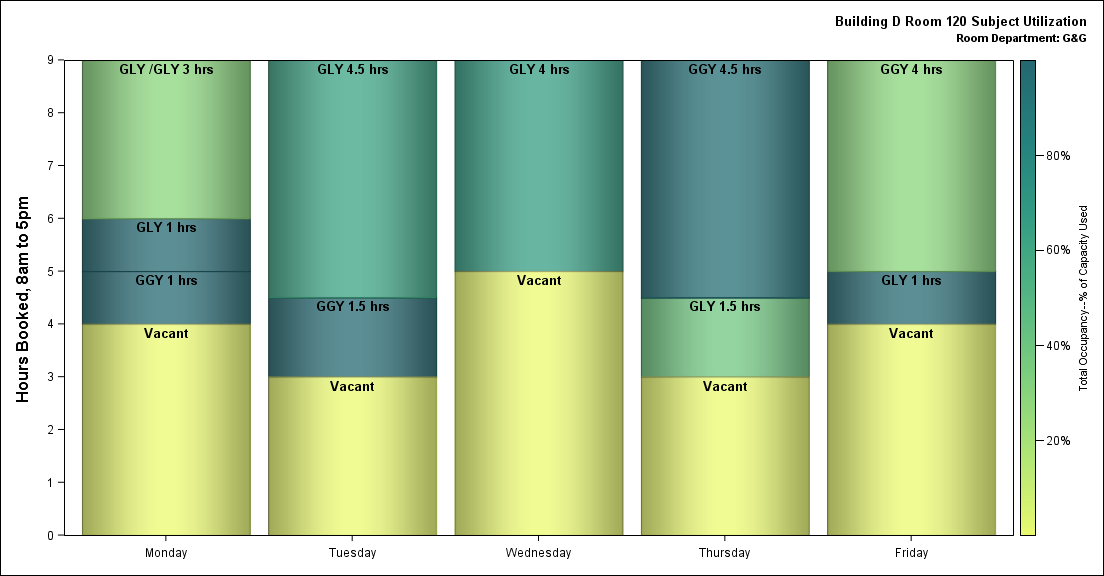 Building D Room 120 Subject Utilization
Room Department: G&G
Hours Booked, 8am to 5pm
9
8
7
6
5
4
3
2
1
0
GLY /GLY 3 hrs
GLY 1 hrs
GGY 1 hrs
Vacant
GLY 4.5 hrs
GGY 1.5 hrs
Vacant
GLY 4 hrs
Vacant
GGY 4.5 hrs
GLY 1.5 hrs
Vacant
GGY 4 hrs
GLY 1 hrs
Vacant
Monday
Tuesday
Wednesday
Thursday
Friday
80%
60%
40%
20%
Total Occupancy--% of Capacity Used